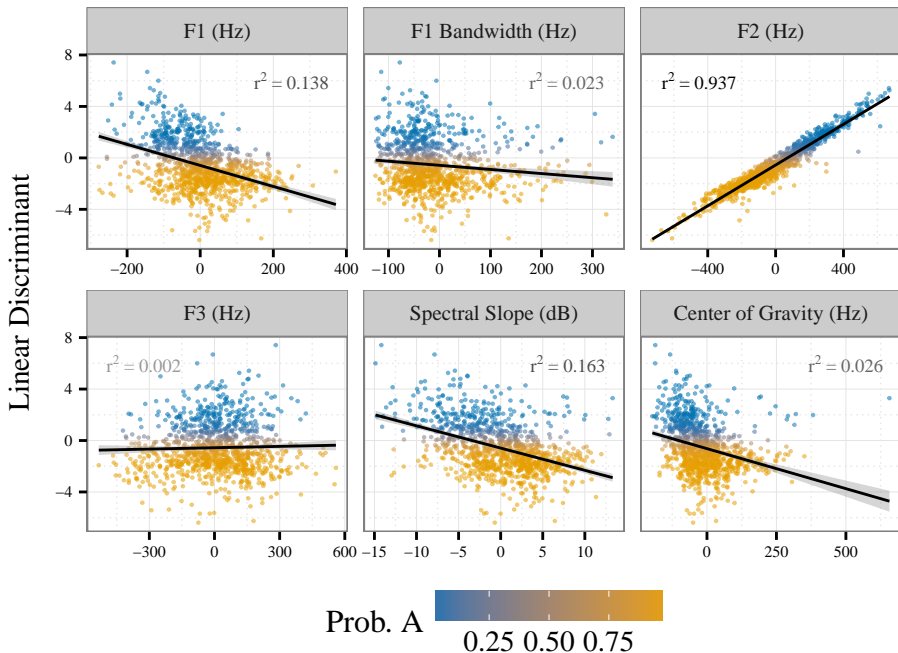 F1 (Hz) F1 Bandwidth (Hz) F2 (Hz)
r² = 0.138 r² = 0.023 r² = 0.937
8
4
0
−4
−200 0 200 400 −100 0 100 200 300 −400 0 400
Linear Discriminant
F3 (Hz) Spectral Slope (dB) Center of Gravity (Hz)
r² = 0.002 r² = 0.163 r² = 0.026
8
4
0
−4
−300 0 300 600 −15 −10 −5 0 5 10 0 250 500
Prob. A
0.25 0.50 0.75